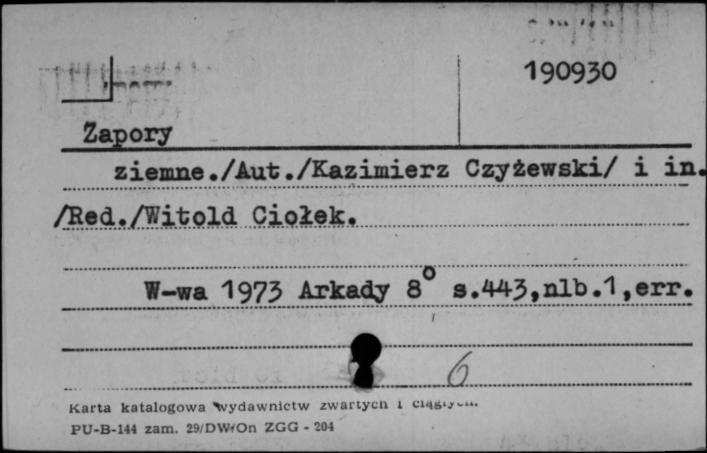 190930
Zapory
ziemne./Aut./Kazimierz Czyżewski/ i in.
/Red./Witold Ciołek.
W-wa 1973 Arkady 8° s.443,nlb.1,err.
6
Karta katalogowa wydawnictw zwartych i ciągłych.
PU-B-144 zam. 29/DW/On ZGG - 204